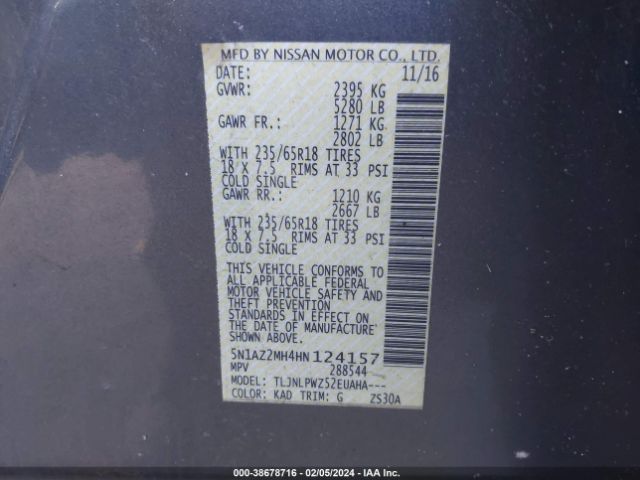 MFD BY NISSAN MOTOR CO., LTD.
DATE: 11/16
GVWR: 2395 KG
5280 LB
GAWR FR.: 1271 KG
2802 LB
WITH 235/65R18 TIRES
18 X 7.5 RIMS AT 33 PSI
COLD SINGLE
GAWR RR.: 1210 KG
2667 LB
WITH 235/65R18 TIRES
18 X 7.5 RIMS AT 33 PSI
COLD SINGLE
THIS VEHICLE CONFORMS TO
ALL APPLICABLE FEDERAL
MOTOR VEHICLE SAFETY AND
THEFT PREVENTION
STANDARDS IN EFFECT ON
THE DATE OF MANUFACTURE
SHOWN ABOVE.
5N1AZ2MH4HN124157
MPV 288544
MODEL: TLJNLPWZ52EUAHA---
COLOR: KAD TRIM: G ZS30A
000-38678716 - 02/05/2024 - IAA Inc.